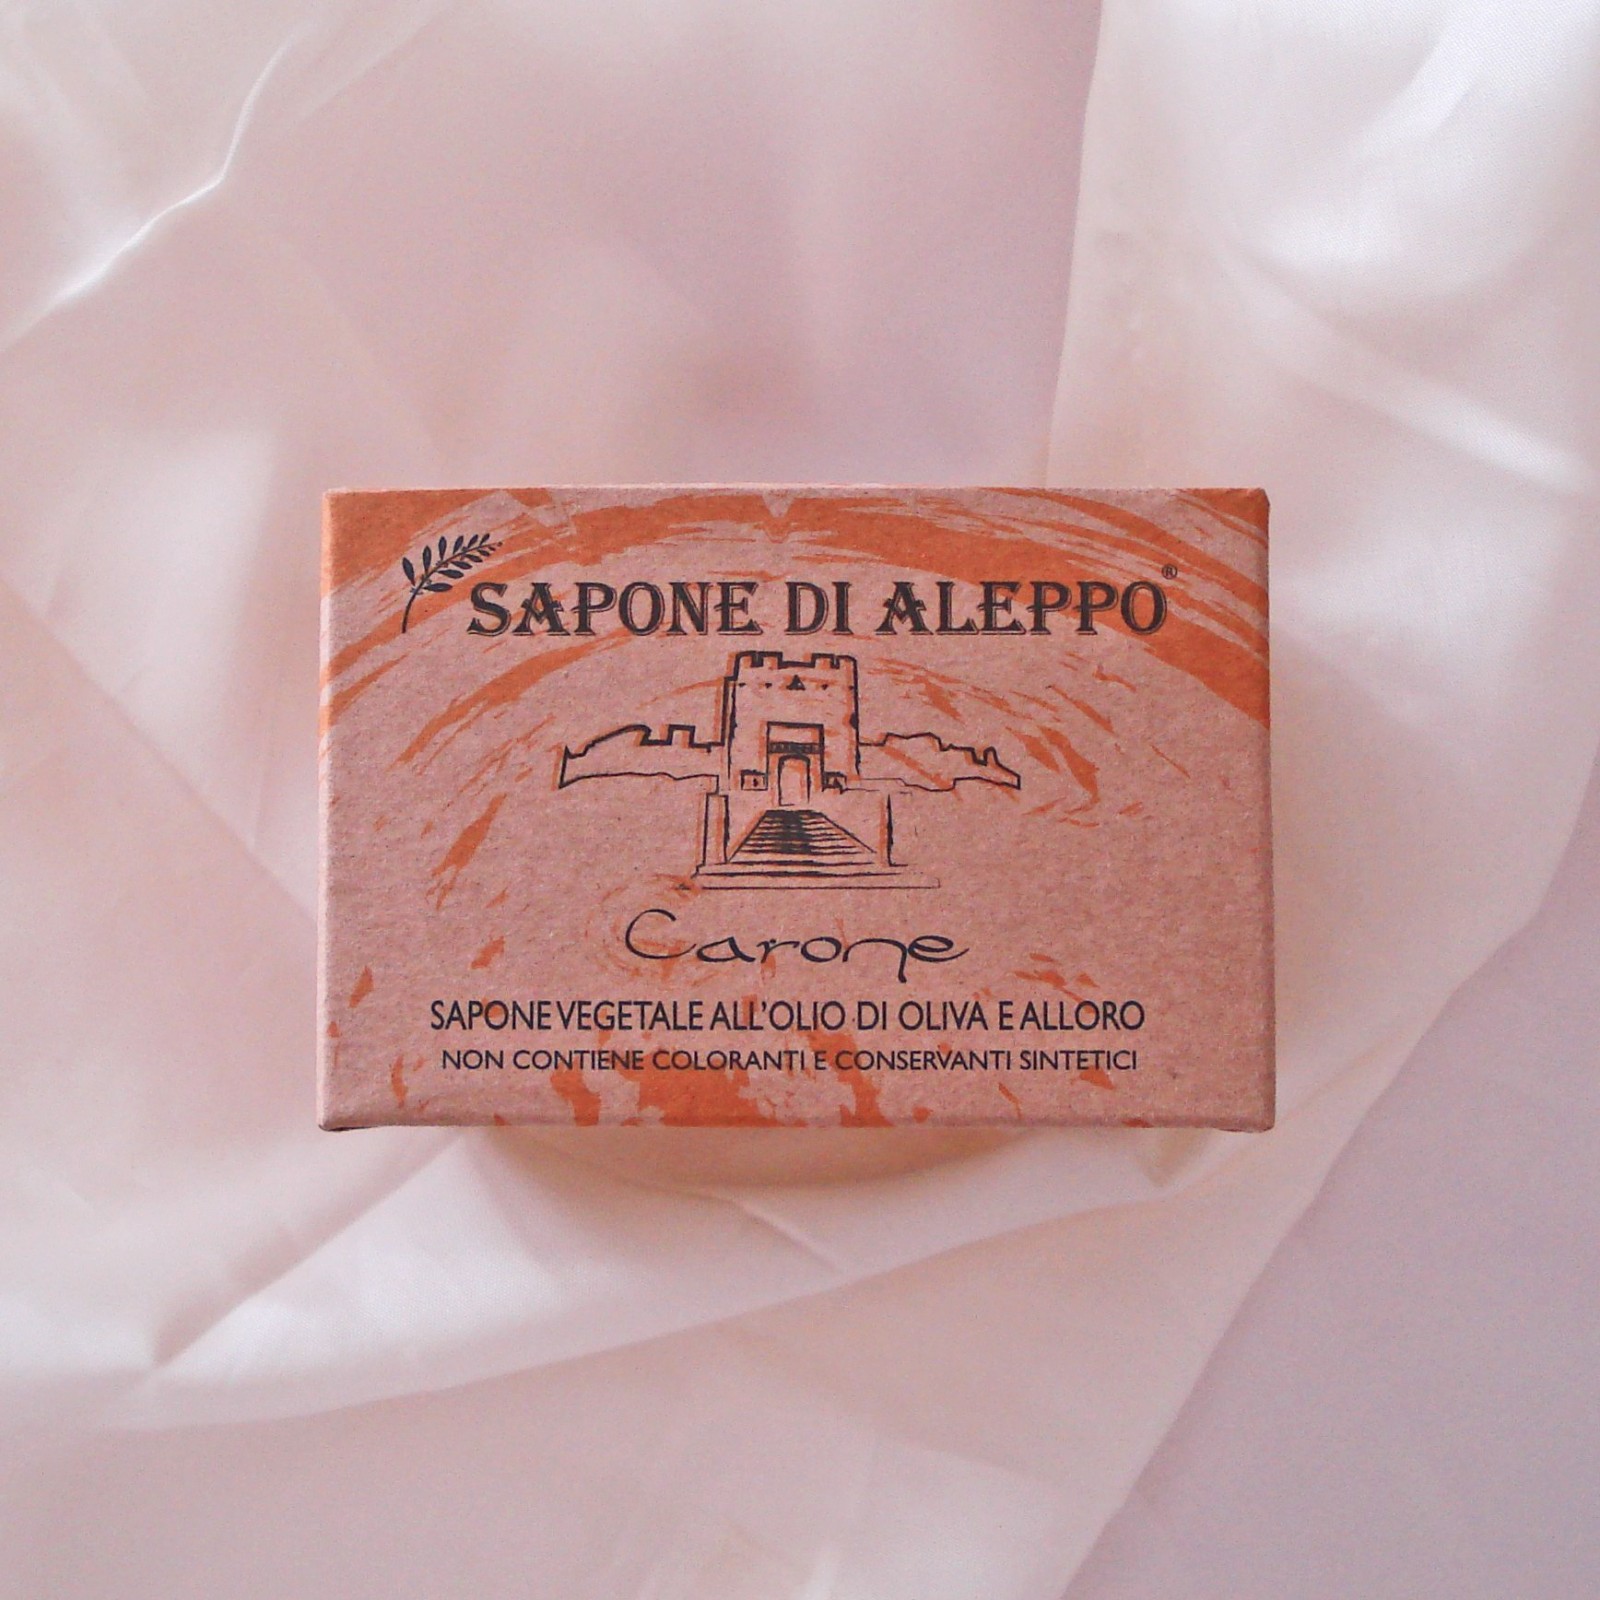 SAPONE DI ALEPPO®
Carone
SAPONE VEGETALE ALL'OLIO DI OLIVA E ALLORO
NON CONTIENE COLORANTI E CONSERVANTI SINTETICI